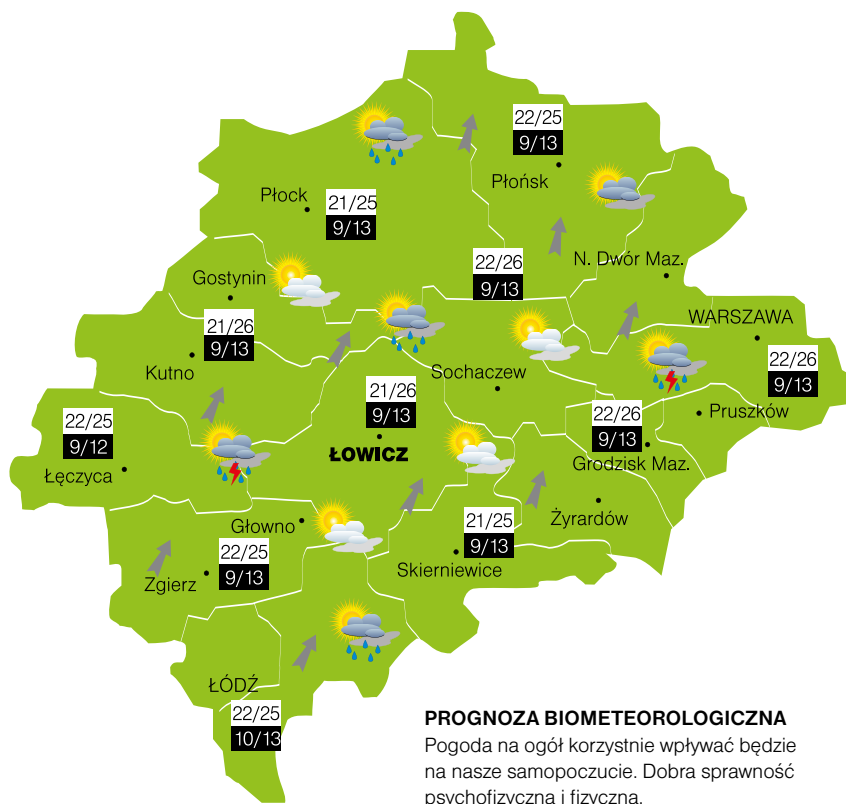 22/25
9/13
Płońsk
Płock
21/25
9/13
N. Dwór Maz.
22/26
9/13
Gostynin
21/26
9/13
Kutno
WARSZAWA
22/26
9/13
Sochaczew
21/26
9/13
ŁOWICZ
22/25
9/12
Łęczyca
22/26
9/13
Pruszków
Grodzisk Maz.
Żyrardów
Głowno
21/25
9/13
Skierniewice
22/25
9/13
Zgierz
ŁÓDŹ
22/25
10/13
PROGNOZA BIOMETEOROLOGICZNA
Pogoda na ogół korzystnie wpływać będzie
na nasze samopoczucie. Dobra sprawność
psychofizyczna i fizyczna.